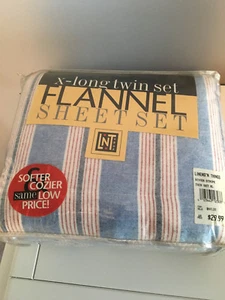 x-long twin set
FLANNEL
SHEET SET
LNT
SOFTER
COZIER
same LOW
PRICE!
LINENS'N THINGS
$29.99